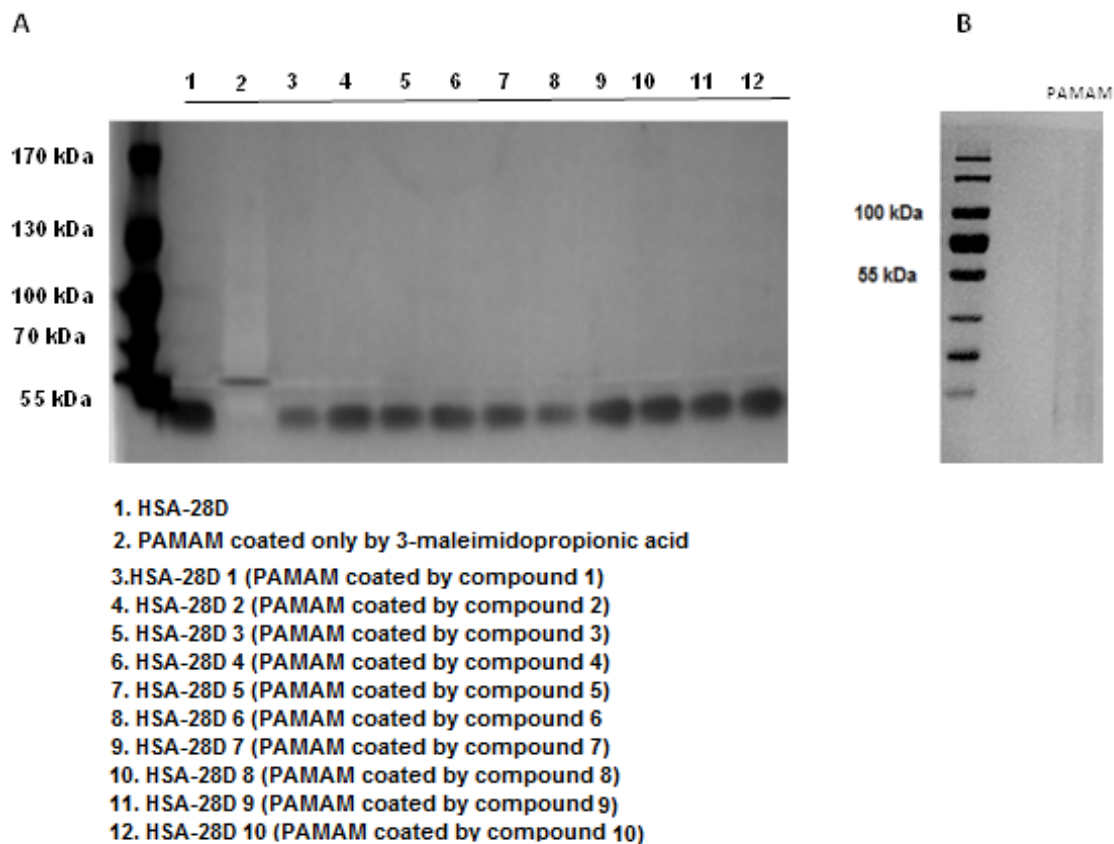 A
B
1 2 3 4 5 6 7 8 9 10 11 12
PAMAM
170 kDa
130 kDa
100 kDa
70 kDa
55 kDa
100 kDa
55 kDa
1. HSA-28D
2. PAMAM coated only by 3-maleimidopropionic acid
3.HSA-28D 1 (PAMAM coated by compound 1)
4. HSA-28D 2 (PAMAM coated by compound 2)
5. HSA-28D 3 (PAMAM coated by compound 3)
6. HSA-28D 4 (PAMAM coated by compound 4)
7. HSA-28D 5 (PAMAM coated by compound 5)
8. HSA-28D 6 (PAMAM coated by compound 6
9. HSA-28D 7 (PAMAM coated by compound 7)
10. HSA-28D 8 (PAMAM coated by compound 8)
11. HSA-28D 9 (PAMAM coated by compound 9)
12. HSA-28D 10 (PAMAM coated by compound 10)